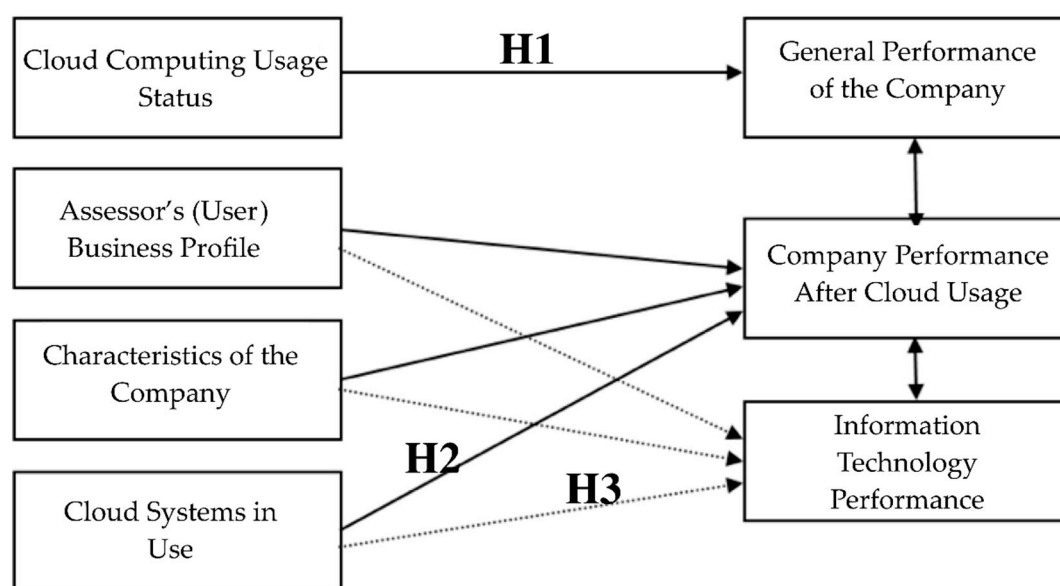 Cloud Computing Usage
Status
H1
General Performance
of the Company
Assessor's (User)
Business Profile
Company Performance
After Cloud Usage
Characteristics of the
Company
H2
Information
Technology
Performance
H3
Cloud Systems in
Use